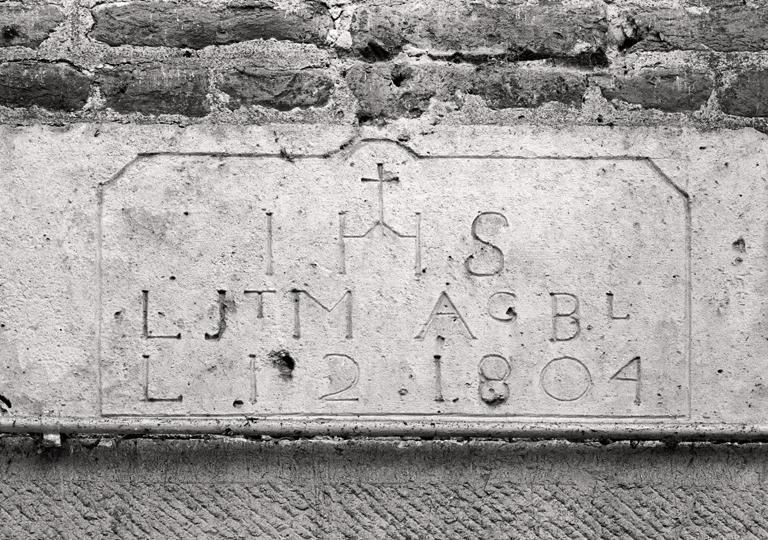 IHS
LJTM AGBL
L 12.1804